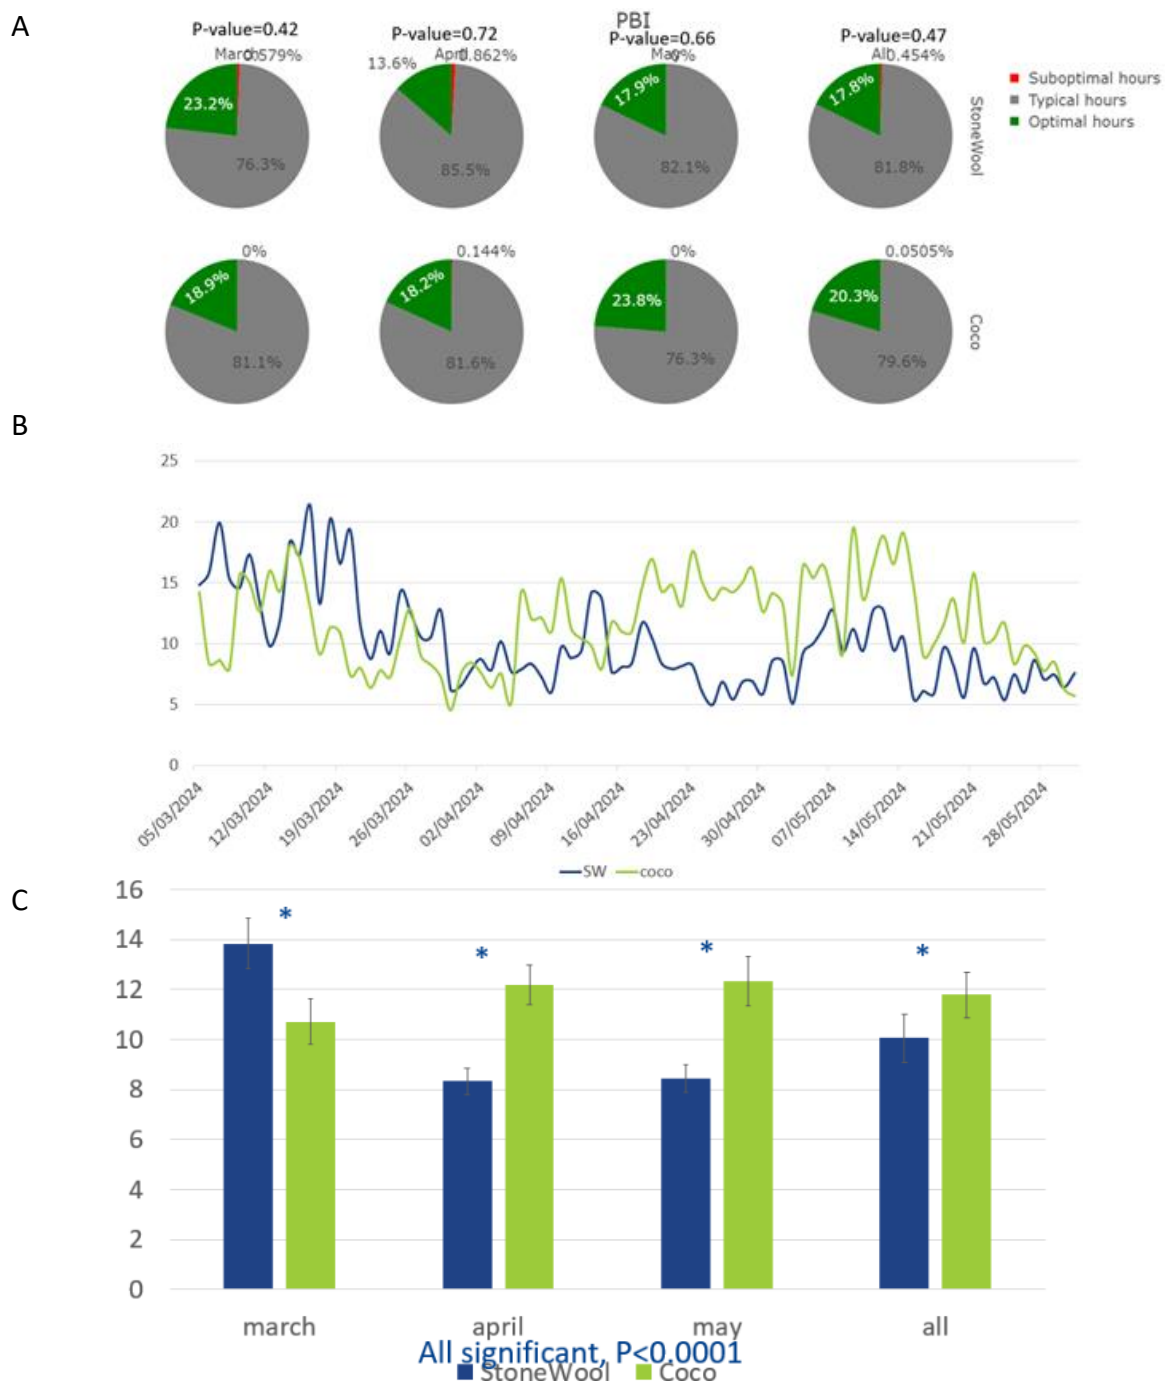 A
PBI
P-value=0.42
P-value=0.72
P-value=0.66
P-value=0.47
March
0.579%
13.6%
April
0.862%
May
0%
All
0.454%
23.2%
17.9%
17.8%
76.3%
85.5%
82.1%
81.8%
StoneWool
Suboptimal hours
Typical hours
Optimal hours
0%
0.144%
0%
0.0505%
18.9%
18.2%
23.8%
20.3%
81.1%
81.6%
76.3%
79.6%
Coco
B
25
20
15
10
5
0
05/03/2024
12/03/2024
19/03/2024
26/03/2024
02/04/2024
09/04/2024
16/04/2024
23/04/2024
30/04/2024
07/05/2024
14/05/2024
21/05/2024
28/05/2024
SW coco
C
16
14
12
10
8
6
4
2
0
*
*
*
*
march april may all
All significant, P<0.0001
StoneWool Coco